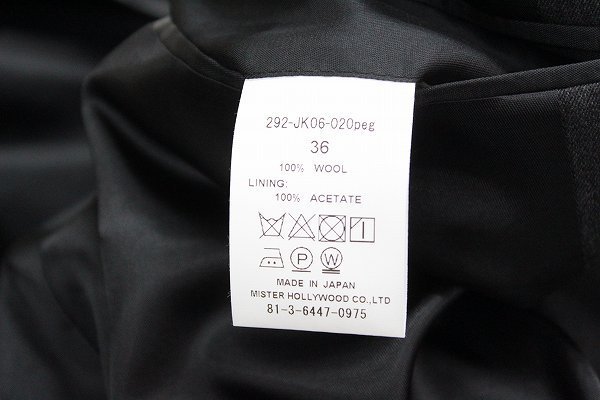 292-JK06-020peg
36
100% WOOL
LINING:
100% ACETATE
P W
MADE IN JAPAN
MISTER HOLLYWOOD CO.,LTD
81-3-6447-0975